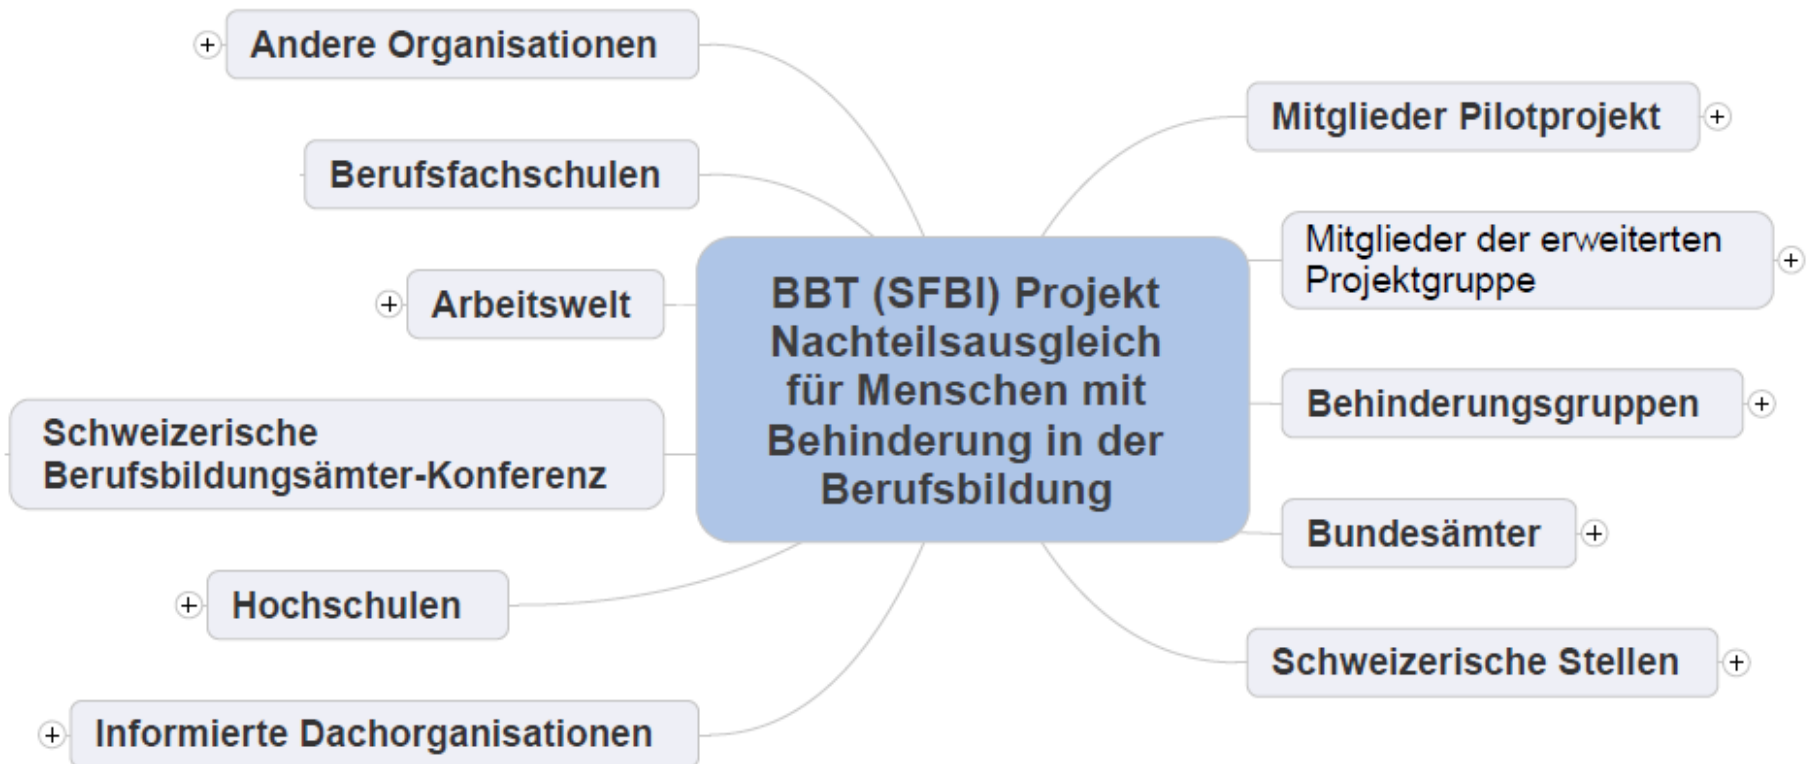 Andere Organisationen
Berufsfachschulen
Arbeitswelt
Schweizerische
Berufsbildungsämter-Konferenz
Hochschulen
Informierte Dachorganisationen
BBT (SFBI) Projekt
Nachteilsausgleich
für Menschen mit
Behinderung in der
Berufsbildung
Mitglieder Pilotprojekt
Mitglieder der erweiterten
Projektgruppe
Behinderungsgruppen
Bundesämter
Schweizerische Stellen